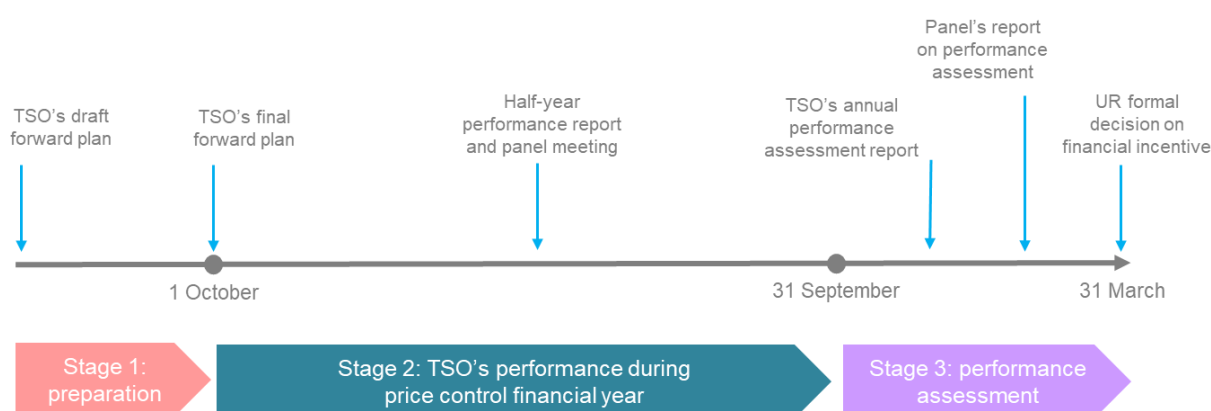 TSO’s draft
forward plan
TSO’s final
forward plan
Half-year
performance report
and panel meeting
TSO’s annual
performance
assessment report
Panel’s report
on performance
assessment
UR formal
decision on
financial incentive
1 October
31 September
31 March
Stage 1:
preparation
Stage 2: TSO’s performance during
price control financial year
Stage 3: performance
assessment